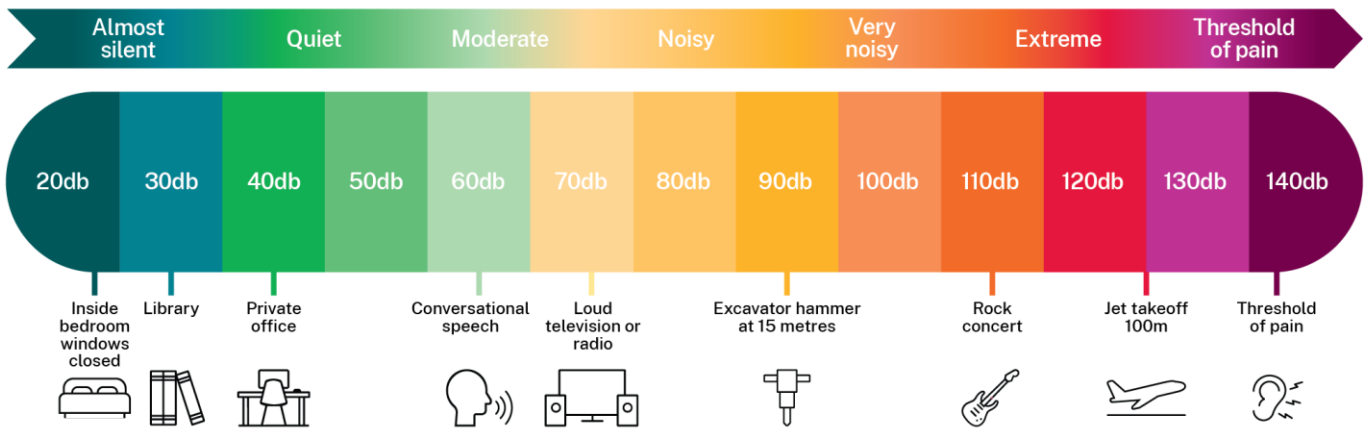 Almost
silent
Quiet
Moderate
Noisy
Very
noisy
Extreme
Threshold
of pain
20db
30db
40db
50db
60db
70db
80db
90db
100db
110db
120db
130db
140db
Inside
bedroom
windows
closed
Library
Private
office
Conversational
speech
Loud
television or
radio
Excavator hammer
at 15 metres
Rock
concert
Jet takeoff
100m
Threshold
of pain